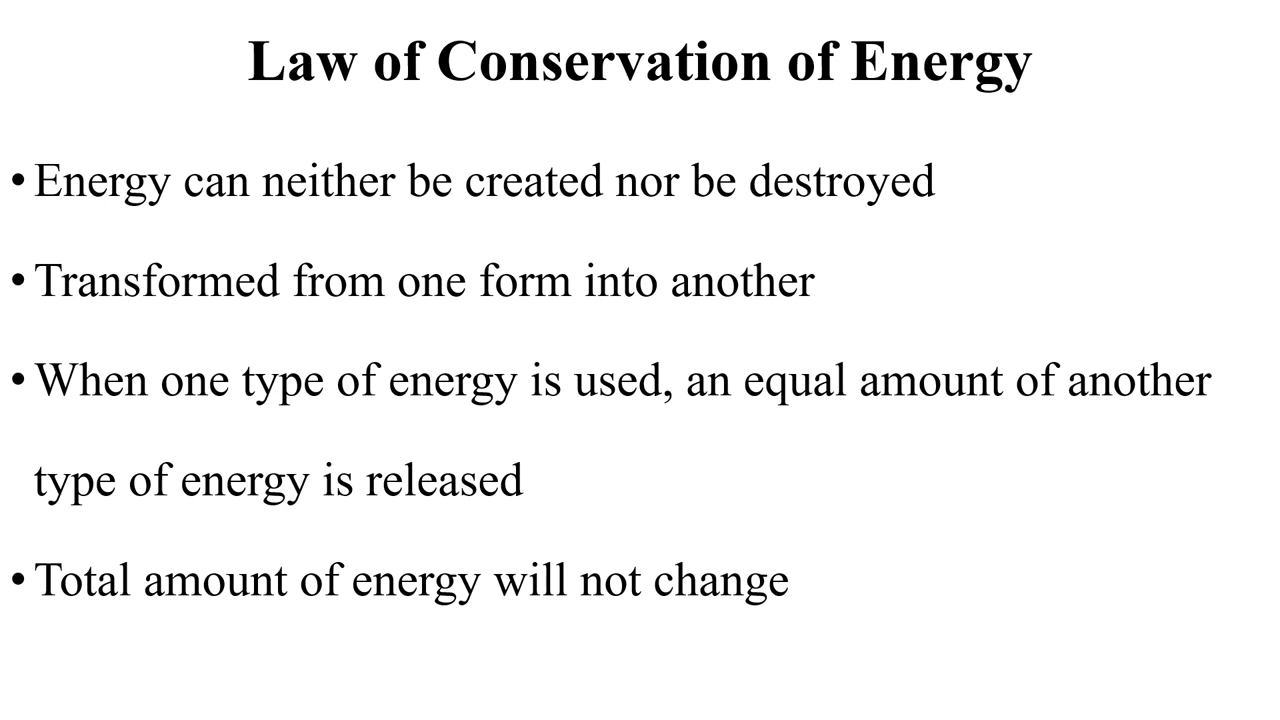 Law of Conservation of Energy
• Energy can neither be created nor be destroyed
• Transformed from one form into another
• When one type of energy is used, an equal amount of another
type of energy is released
• Total amount of energy will not change